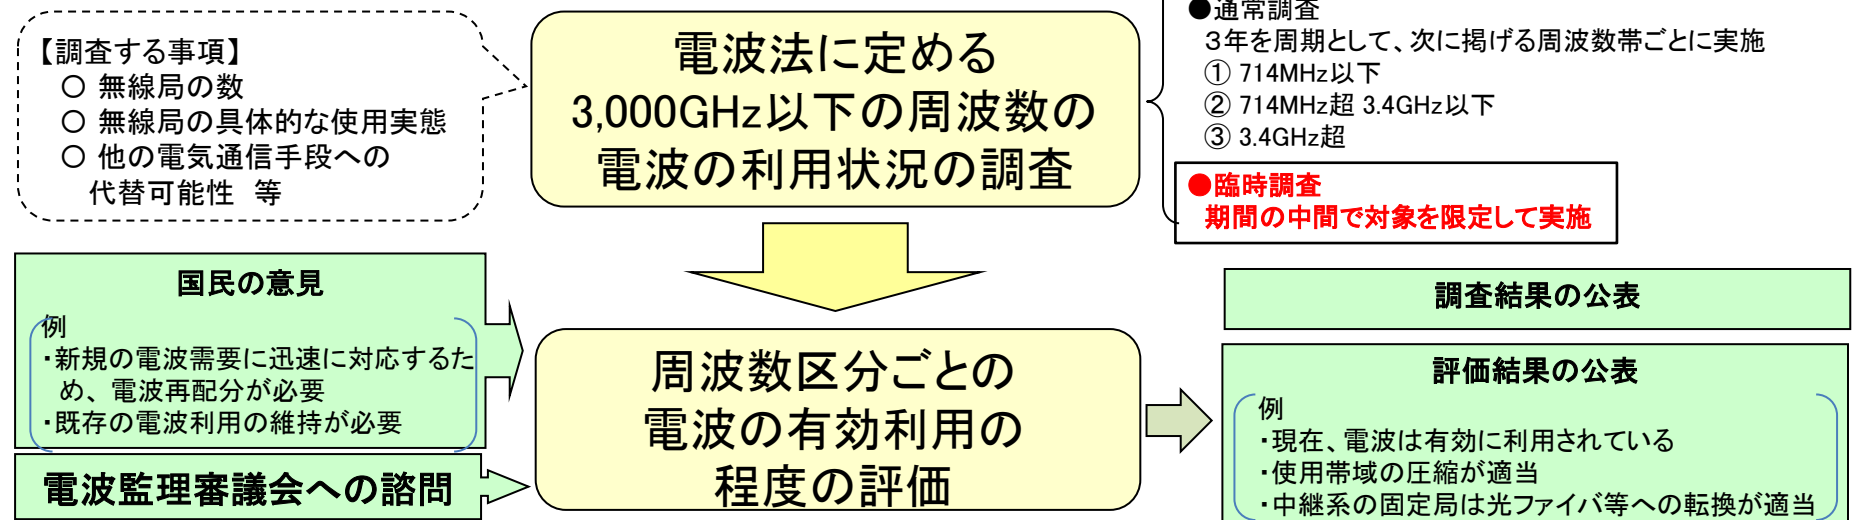 【調査する事項】
○ 無線局の数
○ 無線局の具体的な使用実態
○ 他の電気通信手段への
代替可能性 等
電波法に定める
3,000GHz以下の周波数の
電波の利用状況の調査
●通常調査
3年を周期として、次に掲げる周波数帯ごとに実施
① 714MHz以下
② 714MHz超 3.4GHz以下
③ 3.4GHz超
●臨時調査
期間の中間で対象を限定して実施
国民の意見
例
・新規の電波需要に迅速に対応するた
め、電波再配分が必要
・既存の電波利用の維持が必要
電波監理審議会への諮問
周波数区分ごとの
電波の有効利用の
程度の評価
調査結果の公表
評価結果の公表
例
・現在、電波は有効に利用されている
・使用帯域の圧縮が適当
・中継系の固定局は光ファイバ等への転換が適当